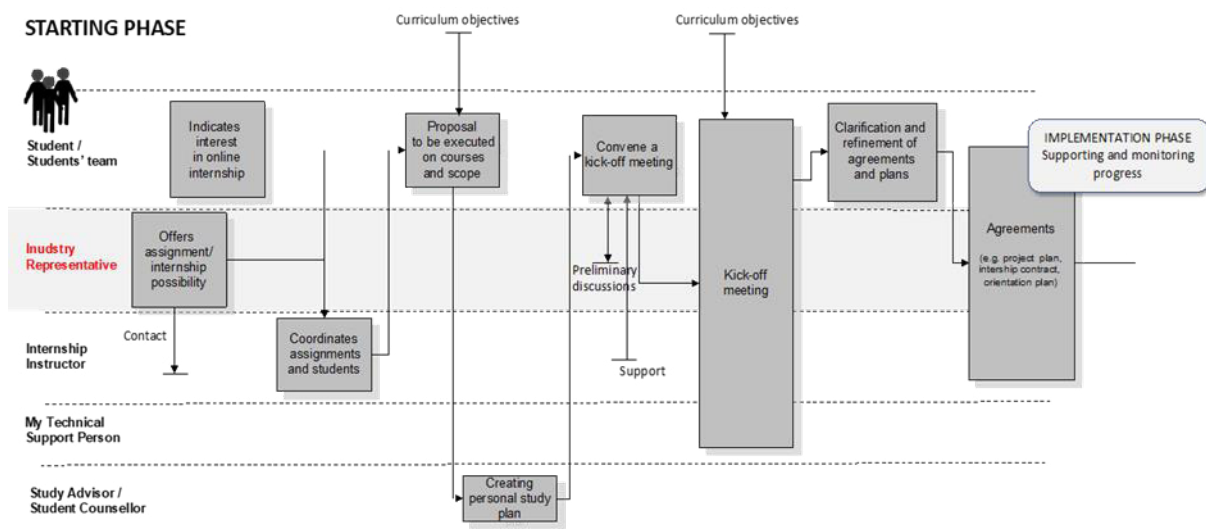 STARTING PHASE
Curriculum objectives
Curriculum objectives
Student /
Students' team
Indicates
interest
in online
internship
Proposal
to be executed
on courses
and scope
Convene a
kick-off meeting
Clarification and
refinement of
agreements
and plans
IMPLEMENTATION PHASE
Supporting and monitoring
progress
Inudstry
Representative
Offers
assignment/
internship
possibility
Preliminary
discussions
Kick-off
meeting
Agreements
(e.g. project plan,
intership contract,
orientation plan)
Contact
Internship
Instructor
Coordinates
assignments
and students
Support
My Technical
Support Person
Study Advisor /
Student Counsellor
Creating
personal study
plan